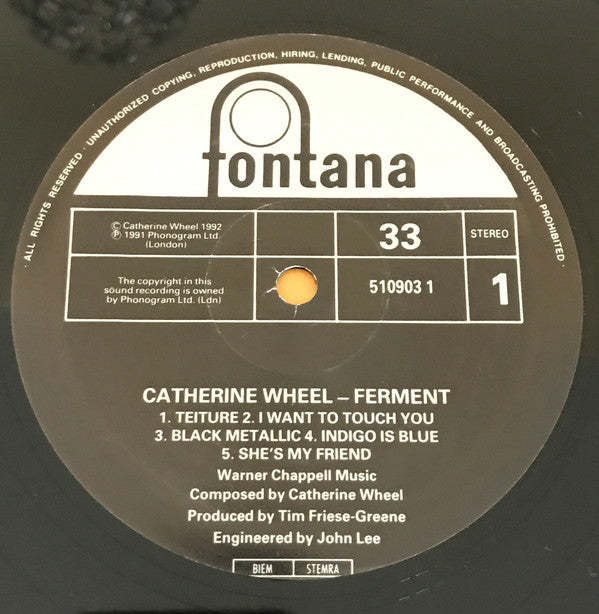 · ALL RIGHTS RESERVED · UNAUTHORIZED COPYING, REPRODUCTION, HIRING, LENDING, PUBLIC PERFORMANCE AND BROADCASTING PROHIBITED ·
fontana
© Catherine Wheel 1992
℗ 1991 Phonogram Ltd.
(London)
33
STEREO
The copyright in this
sound recording is owned
by Phonogram Ltd. (Ldn)
510903 1
1
CATHERINE WHEEL – FERMENT
1. TEITURE 2. I WANT TO TOUCH YOU
3. BLACK METALLIC 4. INDIGO IS BLUE
5. SHE'S MY FRIEND
Warner Chappell Music
Composed by Catherine Wheel
Produced by Tim Friese-Greene
Engineered by John Lee
BIEM STEMRA